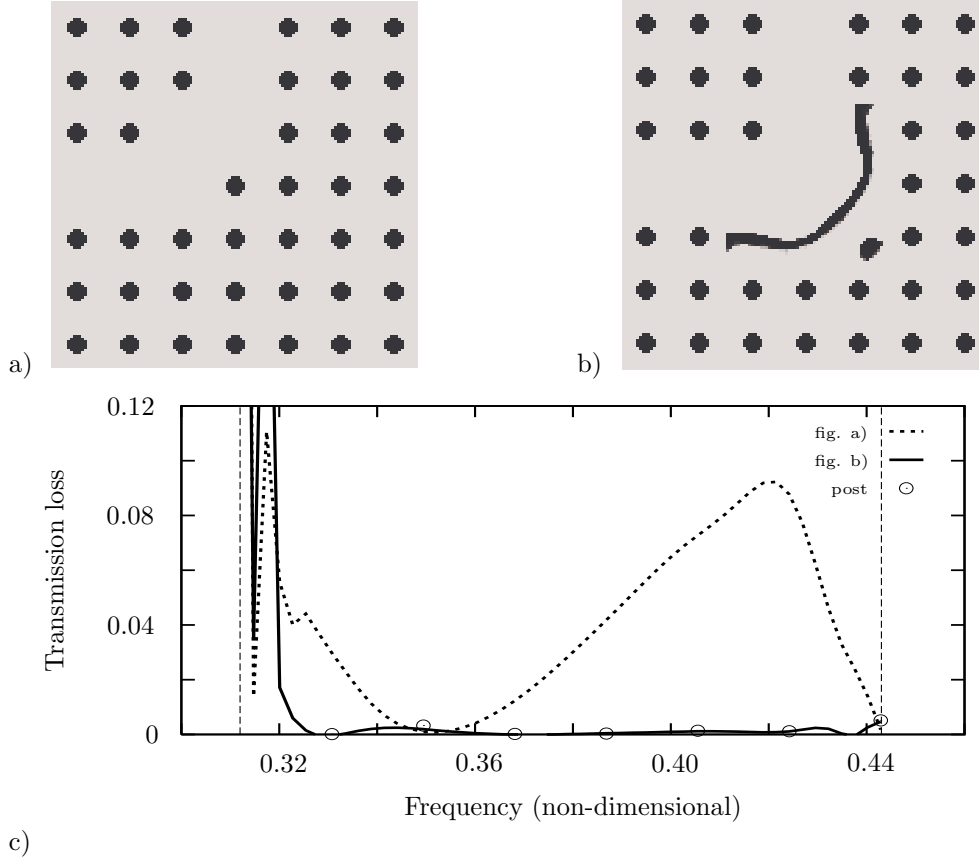 a)
b)
0.12
fig. a)
fig. b)
0.08
post
0.04
0
Transmission loss
0.32
0.36
0.40
0.44
Frequency (non-dimensional)
c)